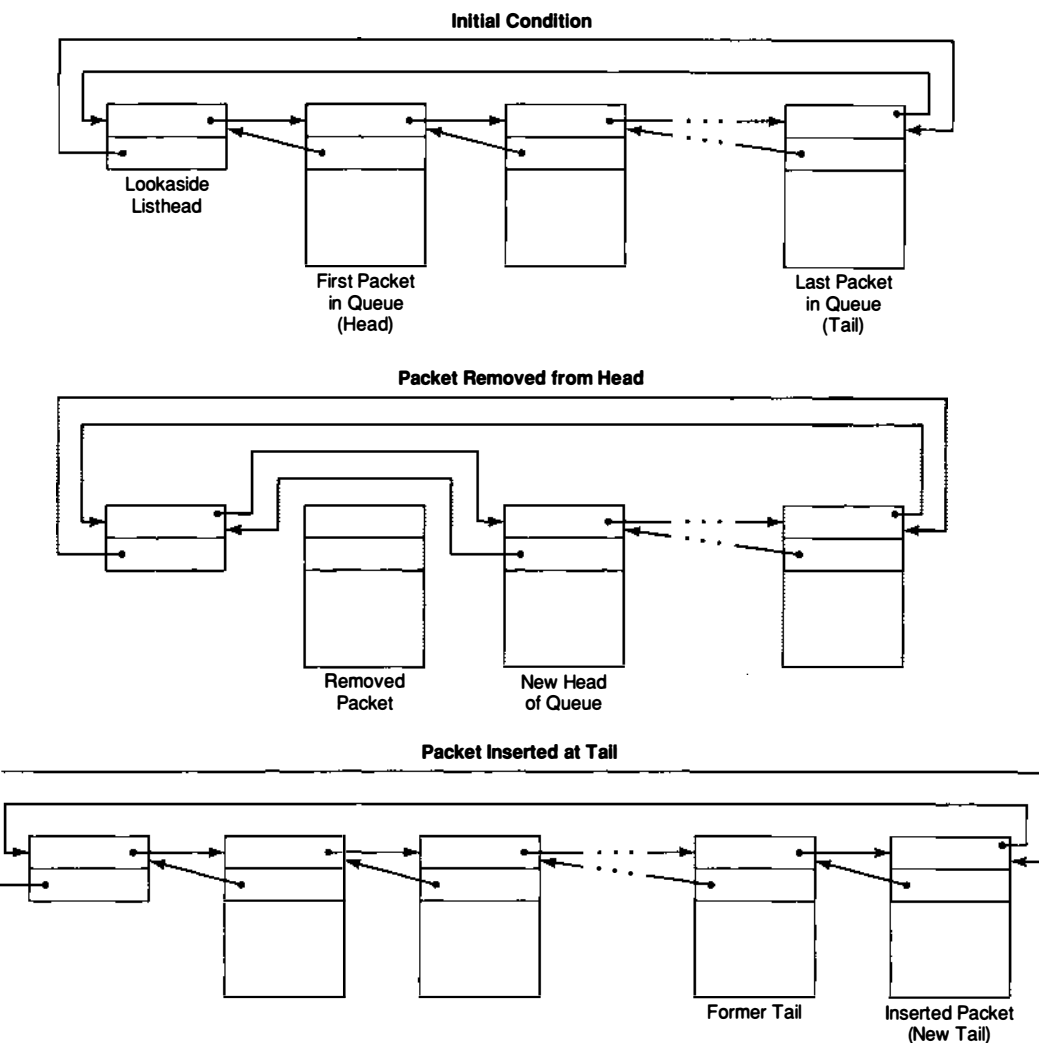 Initial Condition
Lookaside
Listhead
First Packet
in Queue
(Head)
Last Packet
in Queue
(Tail)
Packet Removed from Head
Removed
Packet
New Head
of Queue
Packet Inserted at Tail
Former Tail
Inserted Packet
(New Tail)